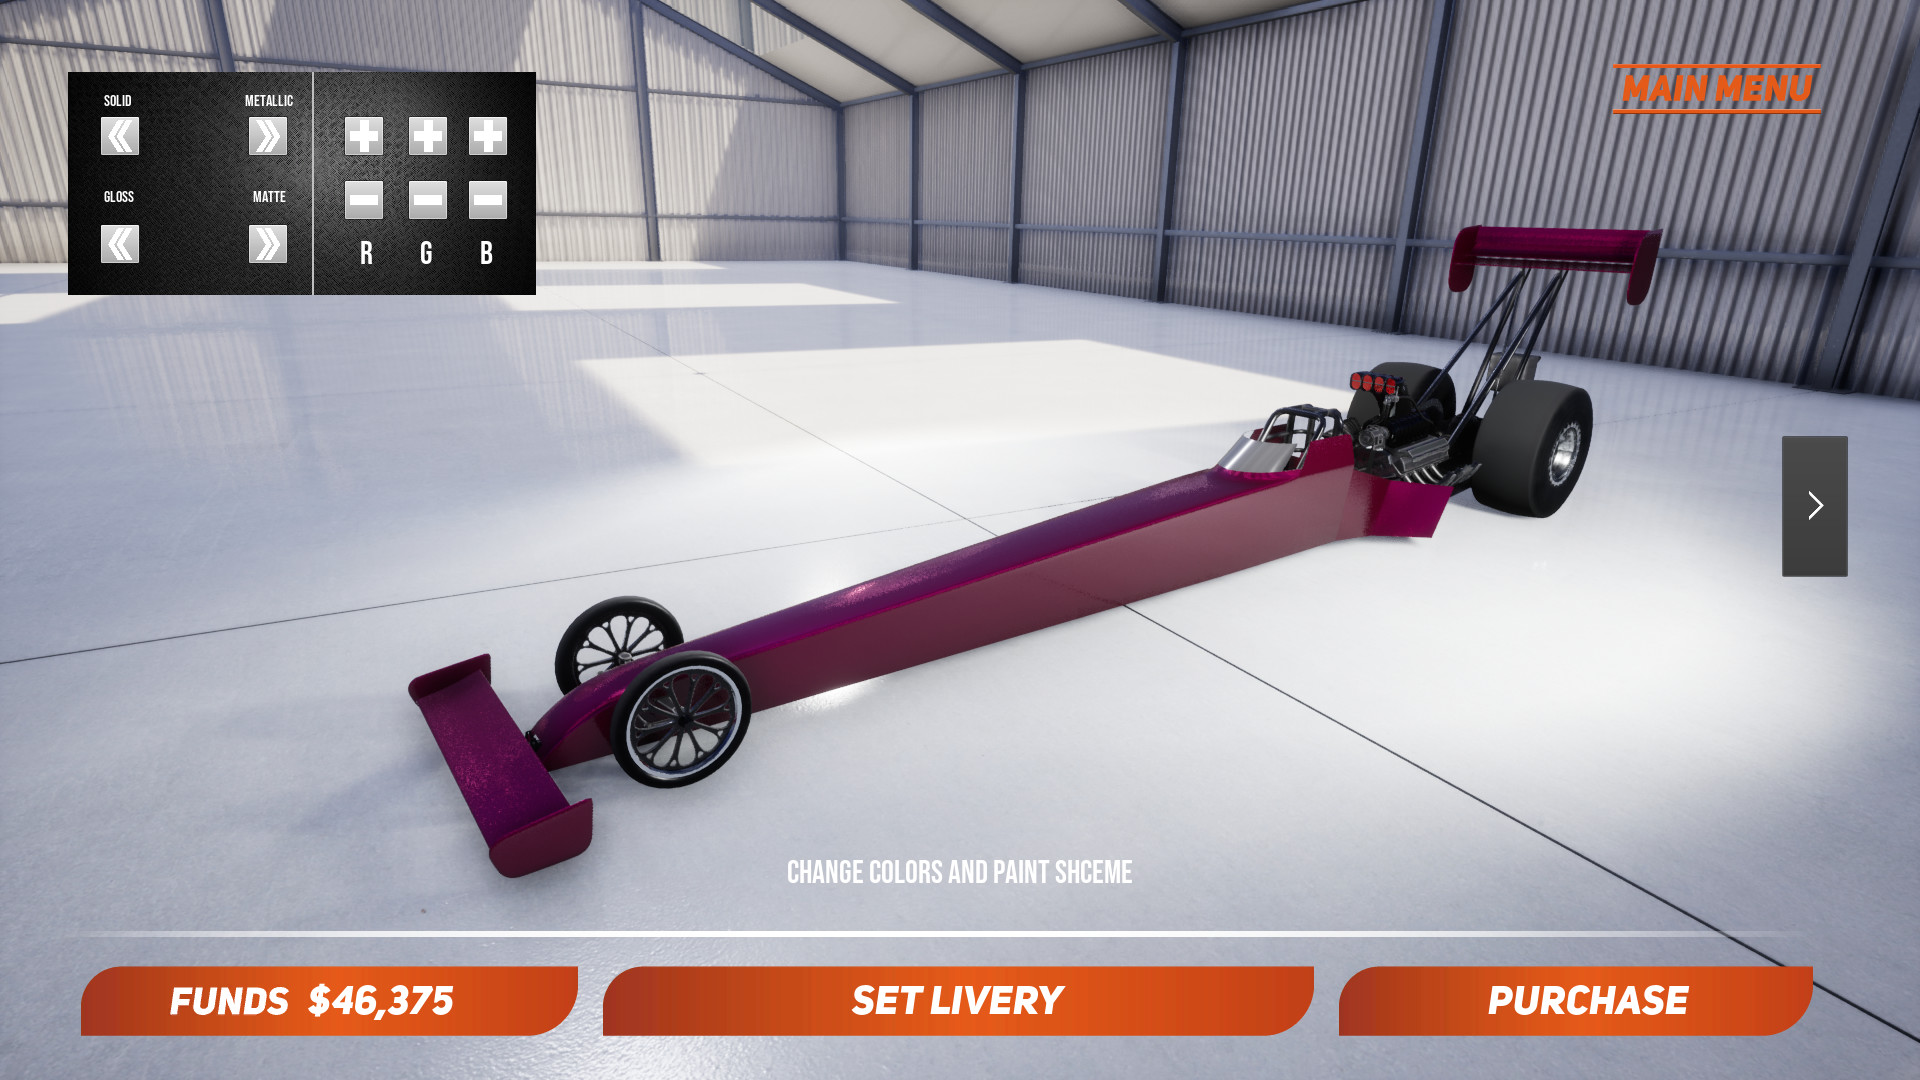 SOLID METALLIC
GLOSS MATTE
R G B
MAIN MENU
CHANGE COLORS AND PAINT SHCEME
FUNDS $46,375
SET LIVERY
PURCHASE